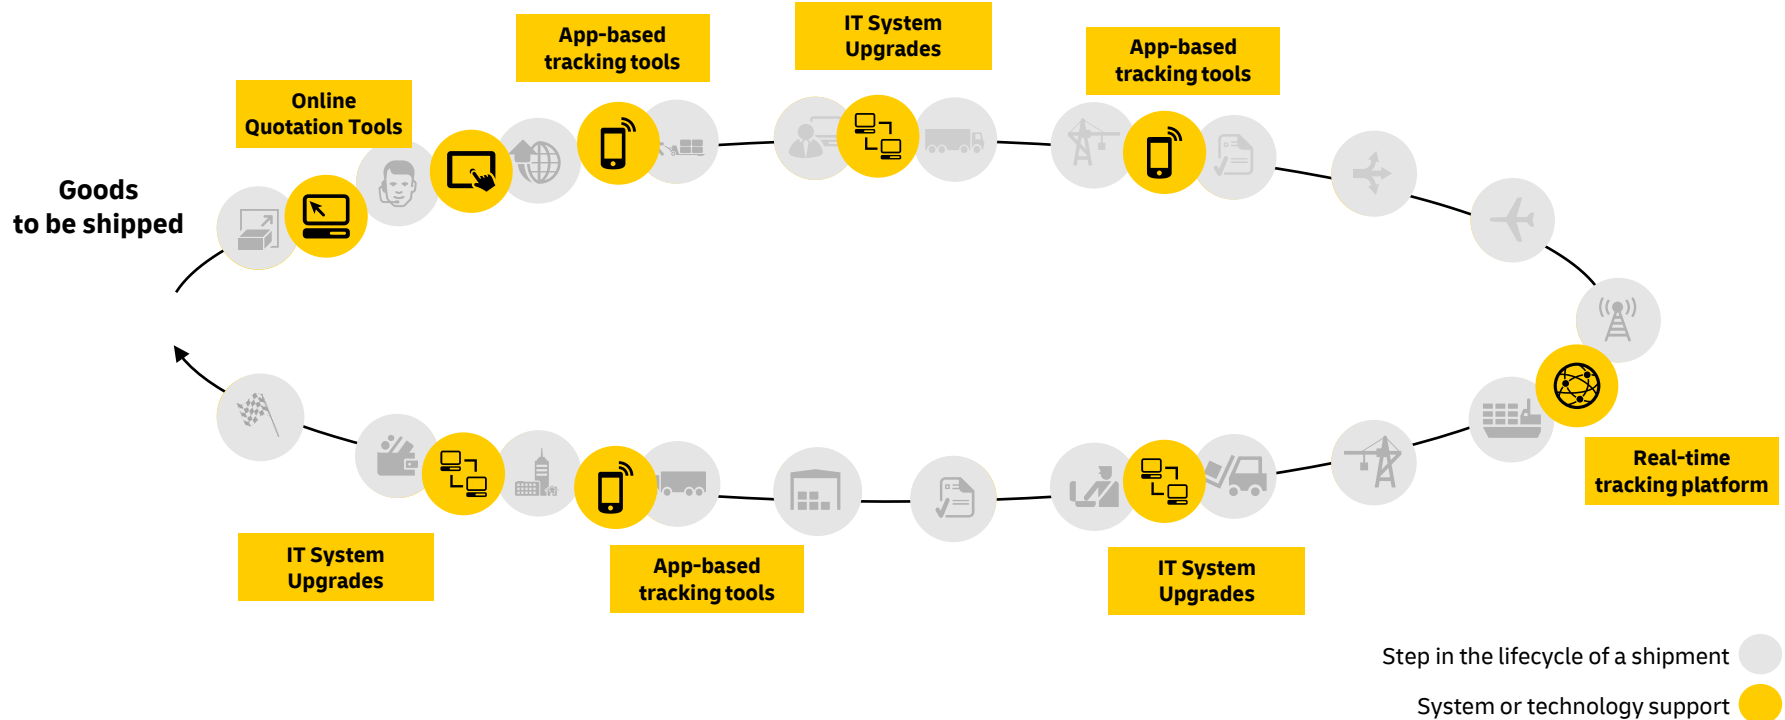 App-based
tracking tools
IT System
Upgrades
App-based
tracking tools
Online
Quotation Tools
Goods
to be shipped
Real-time
tracking platform
IT System
Upgrades
App-based
tracking tools
IT System
Upgrades
Step in the lifecycle of a shipment
System or technology support